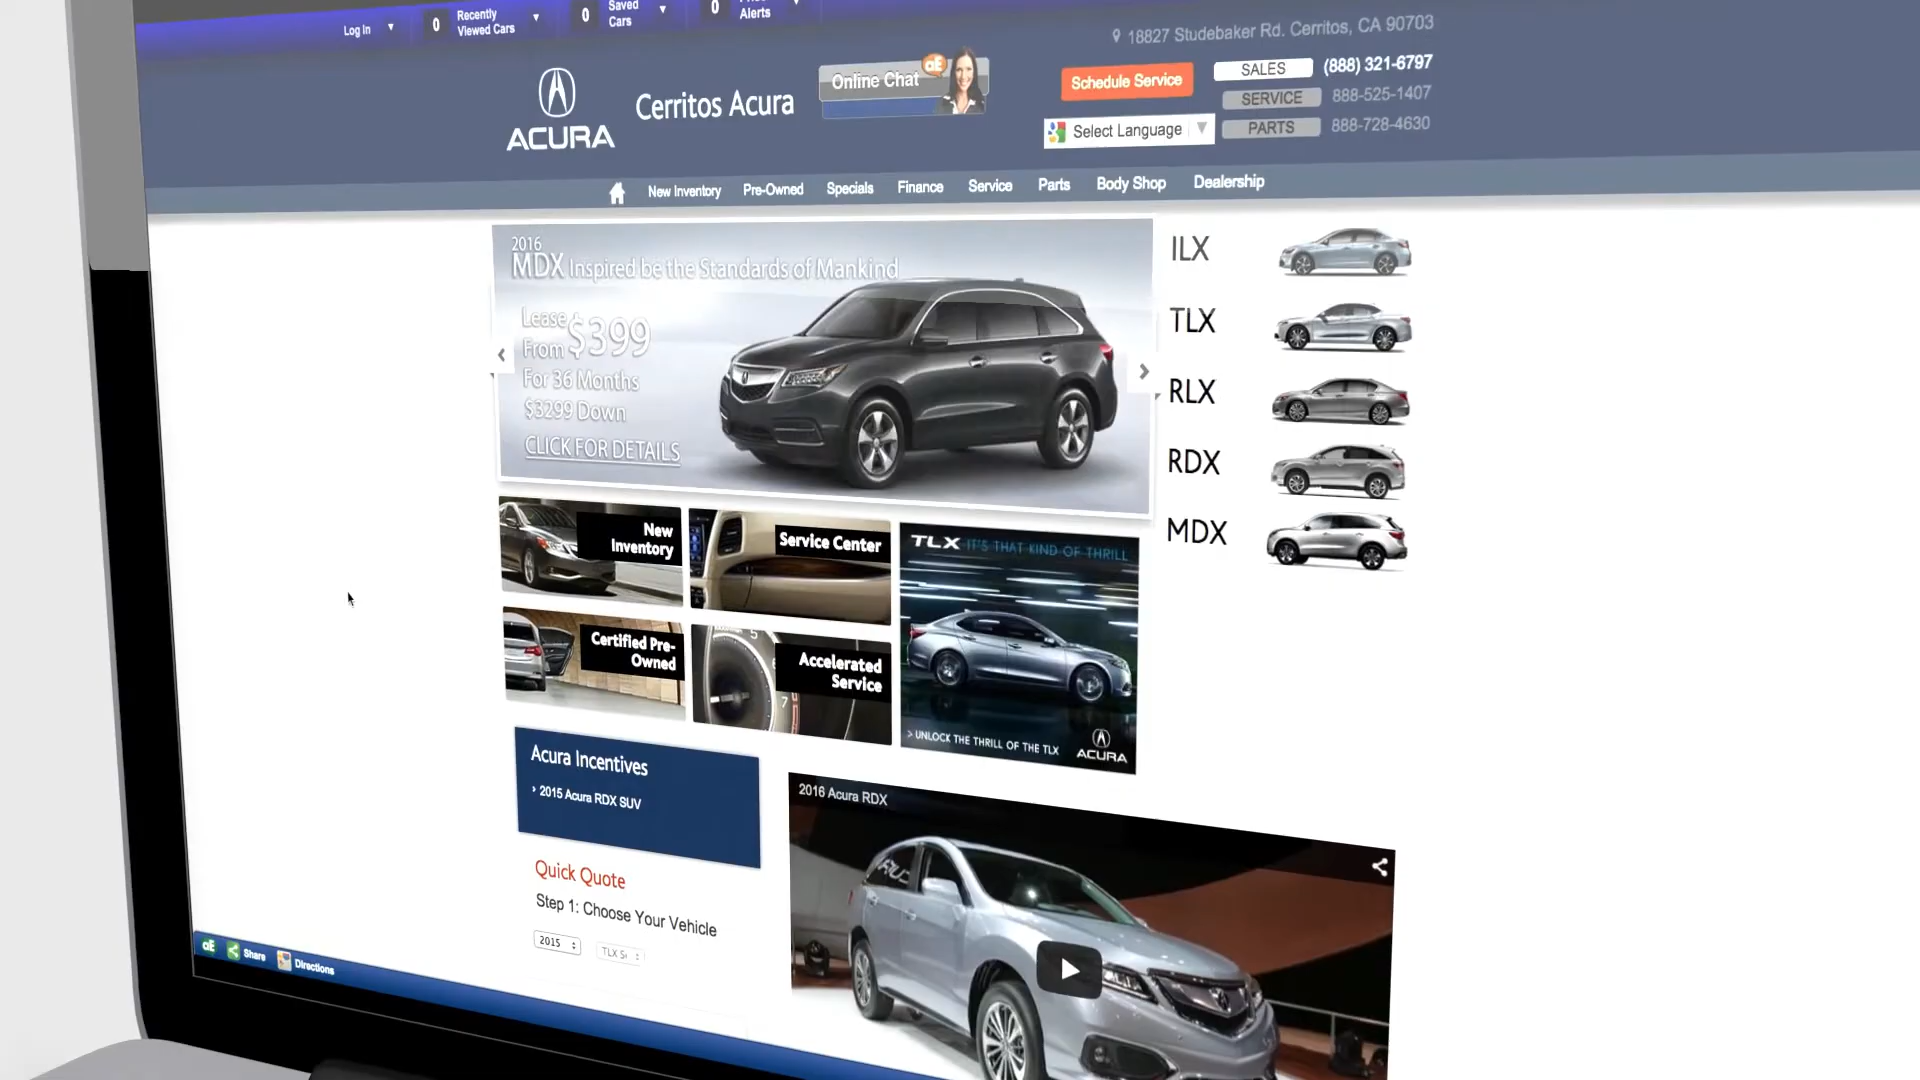 Log In
0 Recently
Viewed Cars
0 Saved
Cars
0
Alerts
18827 Studebaker Rd. Cerritos, CA 90703
ACURA
Cerritos Acura
Online Chat
aE
Schedule Service
SALES (888) 321-6797
SERVICE 888-525-1407
Select Language
PARTS 888-728-4630
New Inventory Pre-Owned Specials Finance Service Parts Body Shop Dealership
2016
MDX Inspired be the Standards of Mankind
Lease
From $399
For 36 Months
$3299 Down
CLICK FOR DETAILS
ILX
TLX
RLX
RDX
MDX
New
Inventory
Service Center
Certified Pre-
Owned
Accelerated
Service
5
7
TLX IT'S THAT KIND OF THRILL
> UNLOCK THE THRILL OF THE TLX
ACURA
Acura Incentives
› 2015 Acura RDX SUV
Quick Quote
Step 1: Choose Your Vehicle
2015
2016 Acura RDX
aE Share Directions